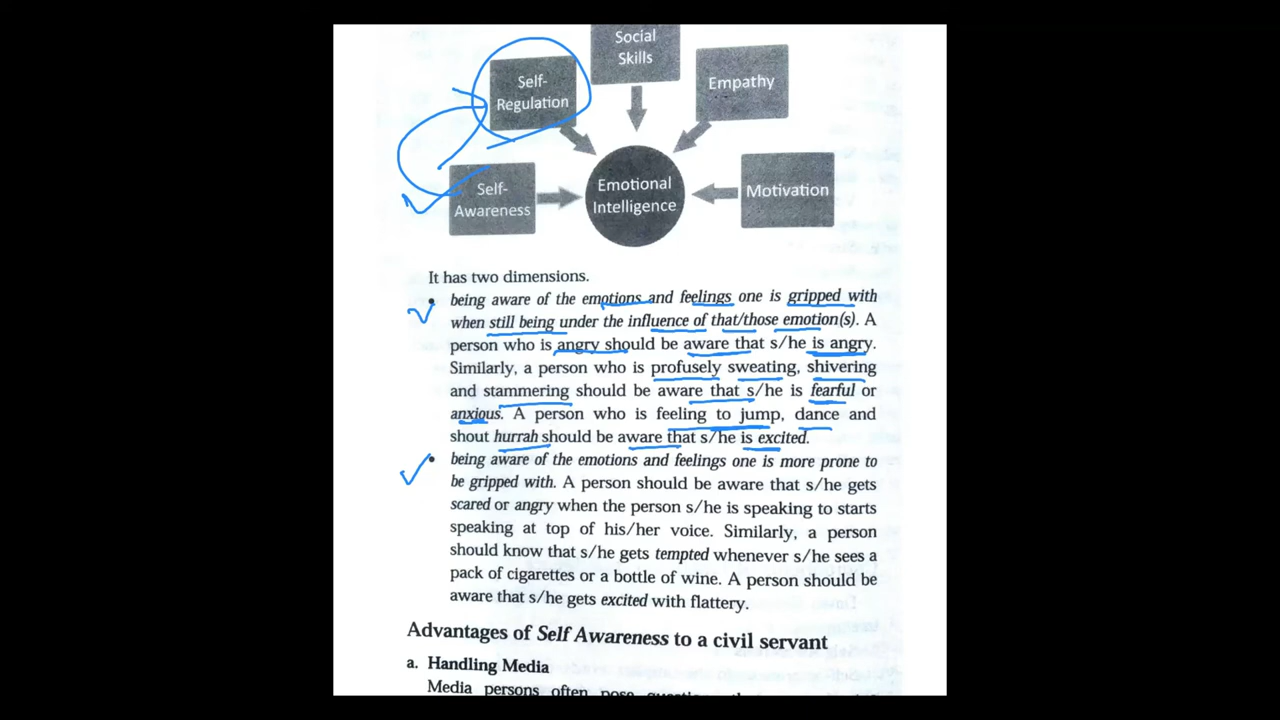 Social
Skills
Self-
Regulation
Empathy
Self-
Awareness
Emotional
Intelligence
Motivation
It has two dimensions.
• being aware of the emotions and feelings one is gripped with
when still being under the influence of that/those emotion(s). A
person who is angry should be aware that s/he is angry.
Similarly, a person who is profusely sweating, shivering
and stammering should be aware that s/he is fearful or
anxious. A person who is feeling to jump, dance and
shout hurrah should be aware that s/he is excited.
• being aware of the emotions and feelings one is more prone to
be gripped with. A person should be aware that s/he gets
scared or angry when the person s/he is speaking to starts
speaking at top of his/her voice. Similarly, a person
should know that s/he gets tempted whenever s/he sees a
pack of cigarettes or a bottle of wine. A person should be
aware that s/he gets excited with flattery.
Advantages of Self Awareness to a civil servant
a. Handling Media
Media persons often pose